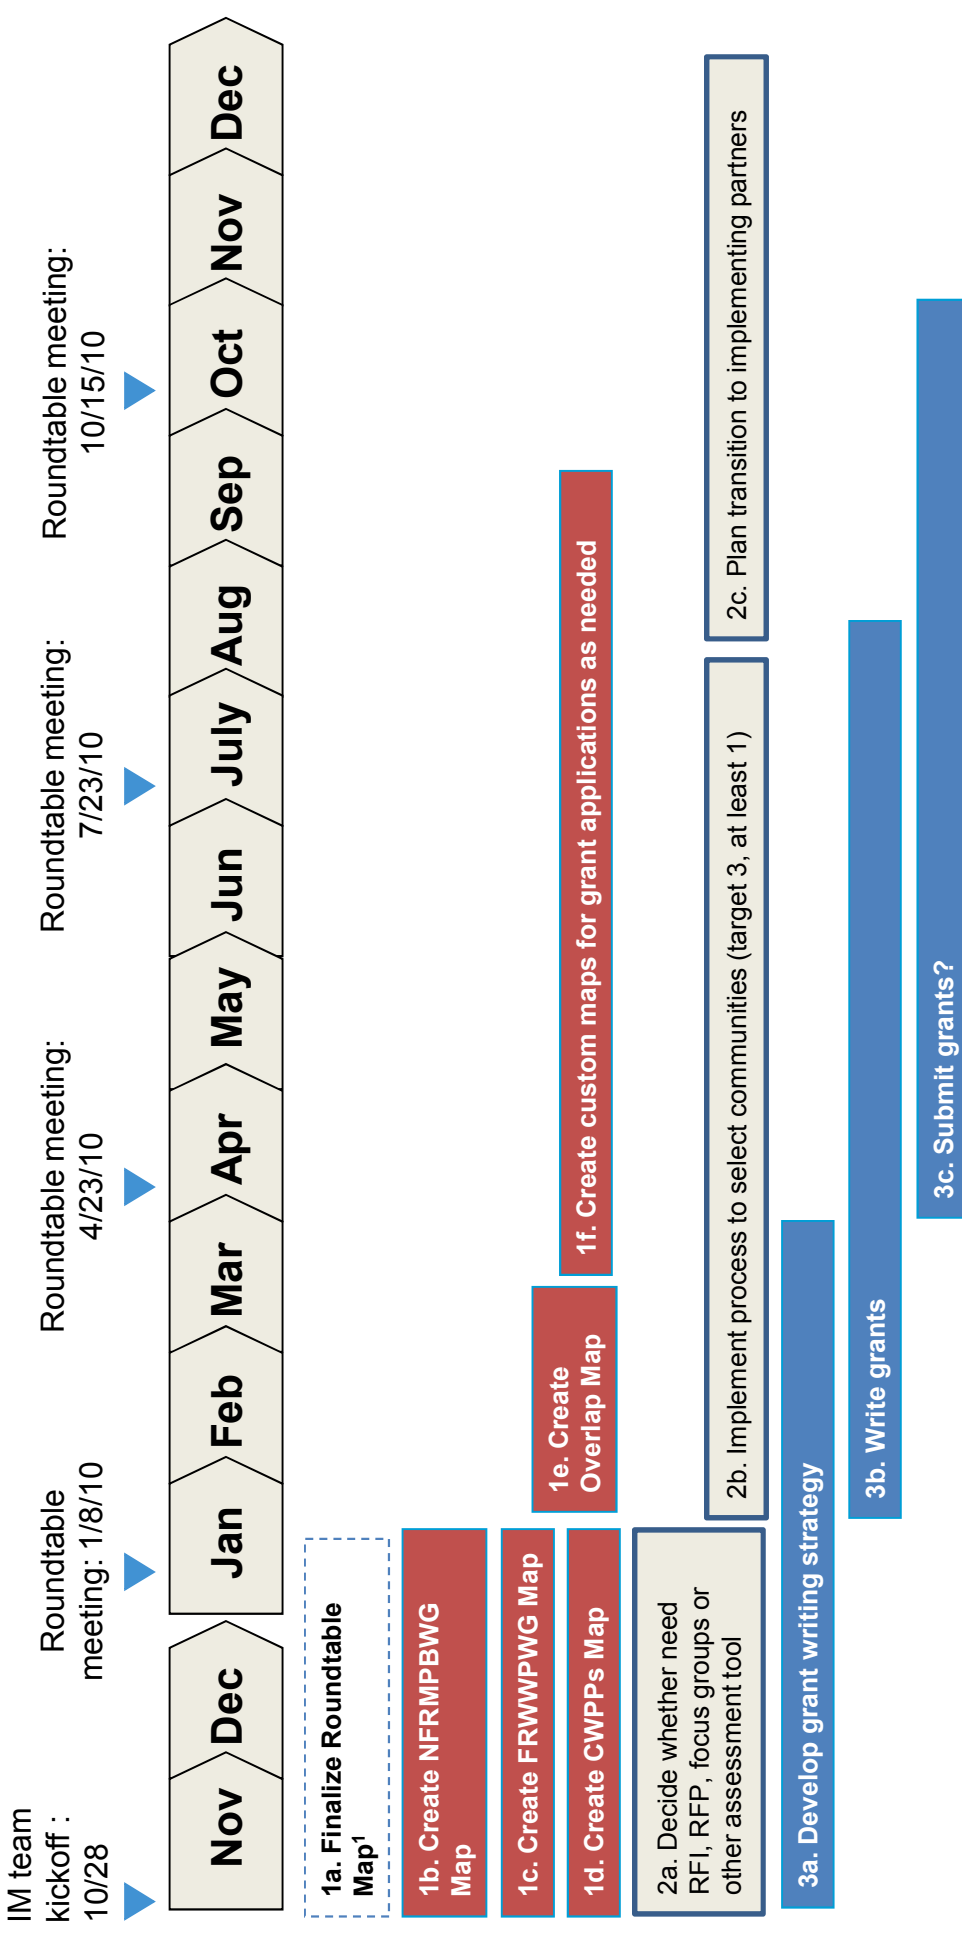 IM team
kickoff :
10/28
Roundtable
meeting: 1/8/10
Roundtable meeting:
4/23/10
Roundtable meeting:
7/23/10
Roundtable meeting:
10/15/10
Nov
Dec
Jan
Feb
Mar
Apr
May
Jun
July
Aug
Sep
Oct
Nov
Dec
1a. Finalize Roundtable
Map¹
1b. Create NFRMPBWG
Map
1c. Create FRWWPWG Map
1d. Create CWPPs Map
1e. Create
Overlap Map
1f. Create custom maps for grant applications as needed
2a. Decide whether need
RFI, RFP, focus groups or
other assessment tool
2b. Implement process to select communities (target 3, at least 1)
2c. Plan transition to implementing partners
3a. Develop grant writing strategy
3b. Write grants
3c. Submit grants?